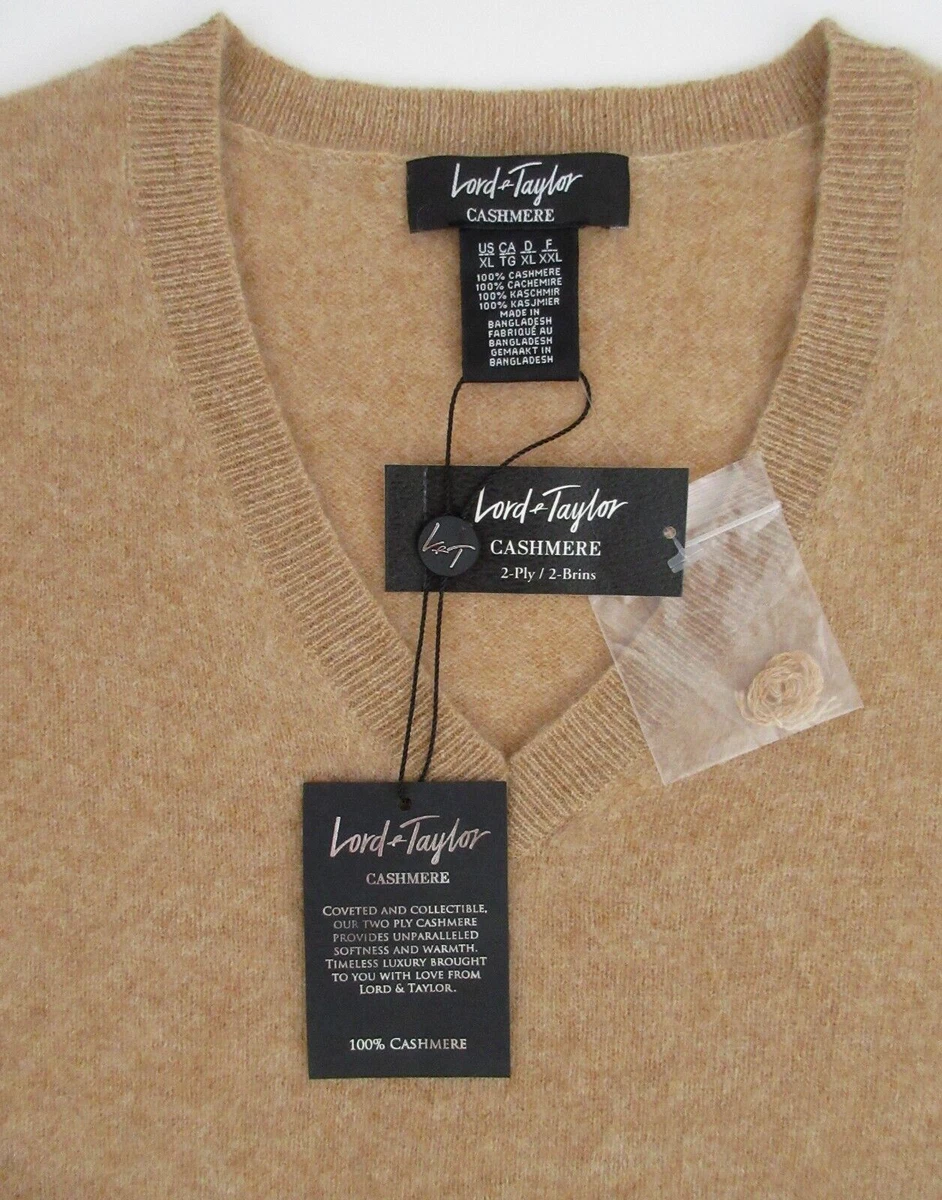 Lord & Taylor
CASHMERE
US CA D F
XL TG XL XXL
100% CASHMERE
100% CACHEMIRE
100% KASCHMIR
100% KASJMIER
MADE IN
BANGLADESH
FABRIQUÉ AU
BANGLADESH
GEMAAKT IN
BANGLADESH
Lord & Taylor
CASHMERE
2-Ply / 2-Brins
L&T
Lord & Taylor
CASHMERE
COVETED AND COLLECTIBLE,
OUR TWO PLY CASHMERE
PROVIDES UNPARALLELED
SOFTNESS AND WARMTH.
TIMELESS LUXURY BROUGHT
TO YOU WITH LOVE FROM
LORD & TAYLOR.
100% CASHMERE